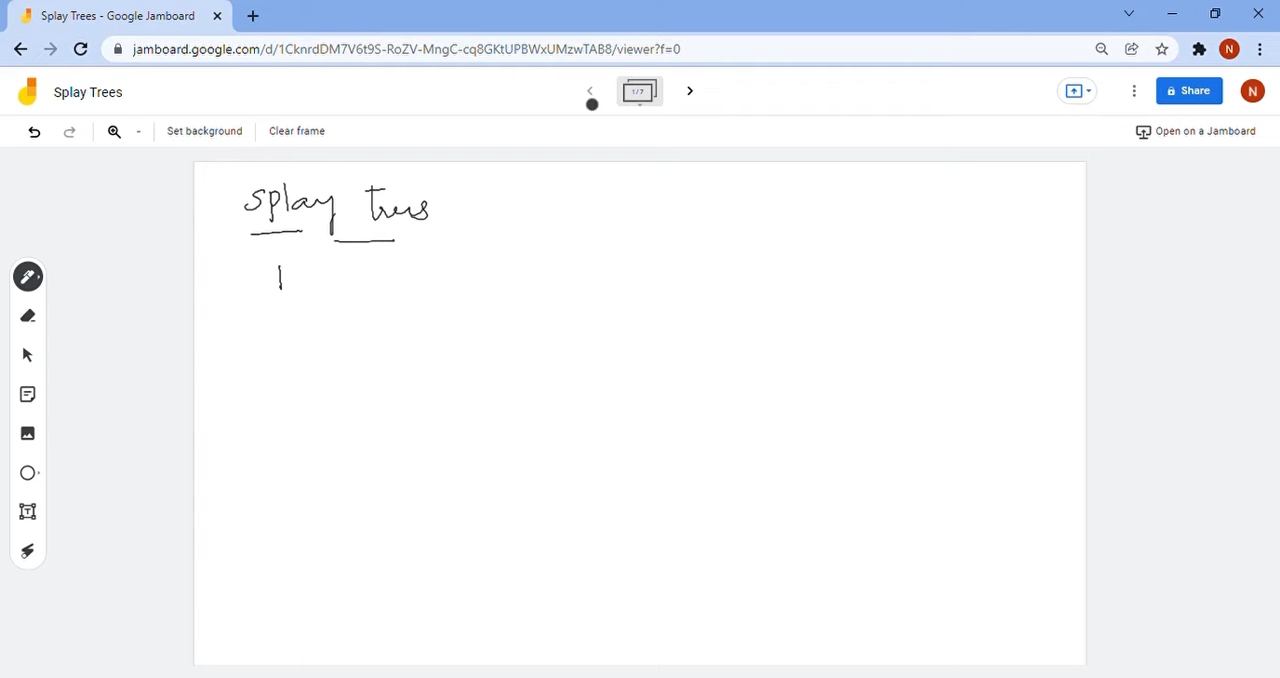 Splay Trees - Google Jamboard
jamboard.google.com/d/1CknrdDM7V6t9S-RoZV-MngC-cq8GKtUPBWxUMzwTAB8/viewer?f=0
N
Splay Trees
1/7
Share
N
Set background
Clear frame
Open on a Jamboard
splay trees